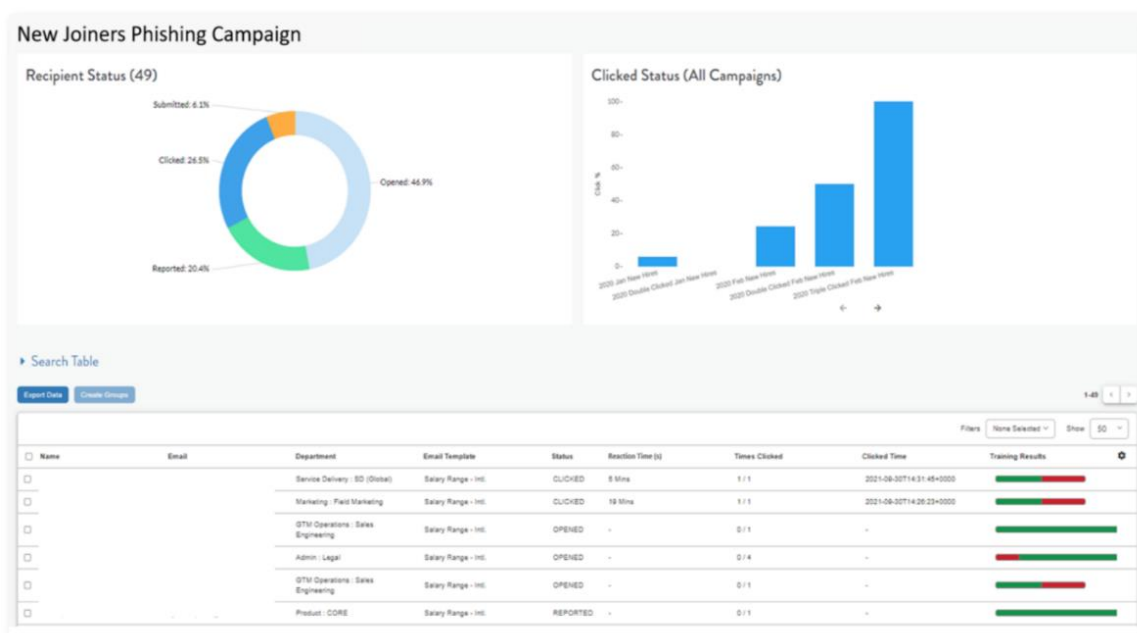 New Joiners Phishing Campaign
Recipient Status (49)
Submitted: 6.1%
Clicked: 26.5%
Opened: 46.9%
Reported: 20.4%
Clicked Status (All Campaigns)
100-
80-
60-
40-
20-
0-
Click %
2020 Jan New Hires
2020 Double Clicked Jan New Hires
2020 Feb New Hires
2020 Double Clicked Feb New Hires
2020 Triple Clicked Feb New Hires
Search Table
Export Data Create Groups 1-49
Filters None Selected Show 50
Name Email Department Email Template Status Reaction Time (s) Times Clicked Clicked Time Training Results
Service Delivery : SD (Global) Salary Range - Intl. CLICKED 5 Mins 1 / 1 2021-08-30T14:31:45+0000
Marketing : Field Marketing Salary Range - Intl. CLICKED 19 Mins 1 / 1 2021-08-30T14:26:23+0000
GTM Operations : Sales
Engineering Salary Range - Intl. OPENED - 0 / 1 -
Admin : Legal Salary Range - Intl. OPENED - 0 / 4 -
GTM Operations : Sales
Engineering Salary Range - Intl. OPENED - 0 / 1 -
Product : CORE Salary Range - Intl. REPORTED - 0 / 1 -